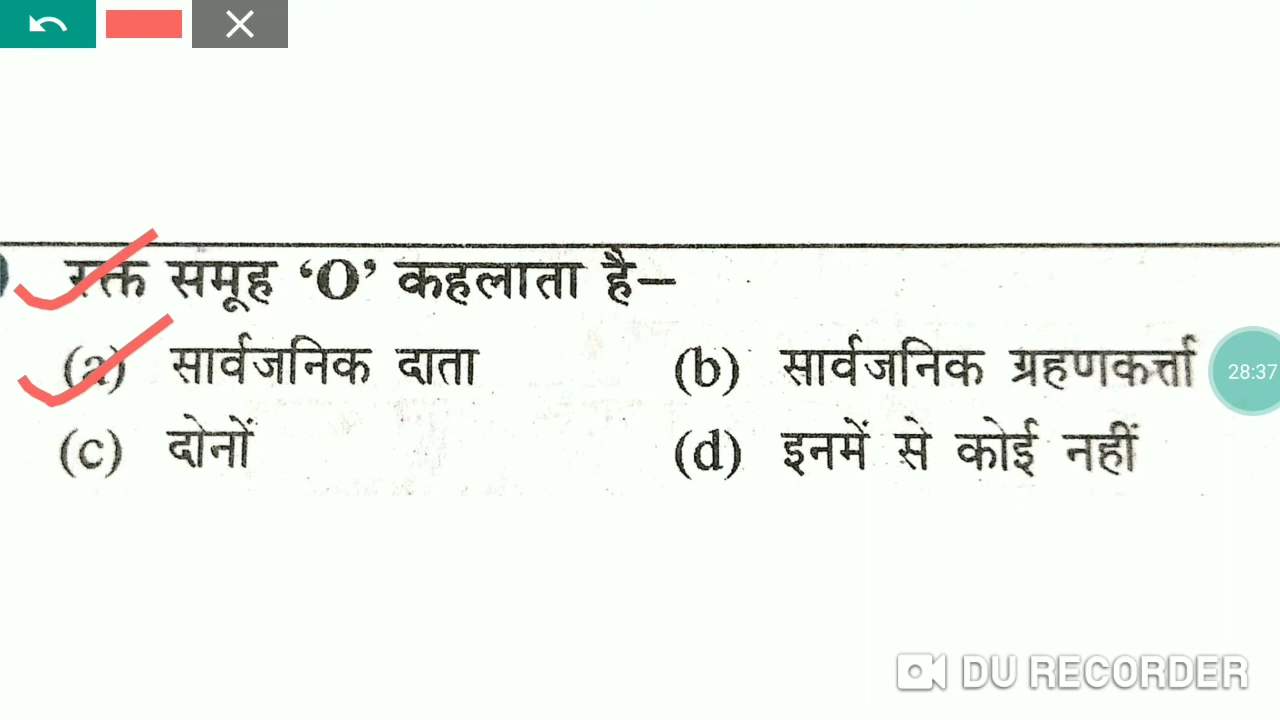 रक्त समूह ‘O’ कहलाता है–
(a) सार्वजनिक दाता (b) सार्वजनिक ग्रहणकर्त्ता
28:37
(c) दोनों (d) इनमें से कोई नहीं
DU RECORDER